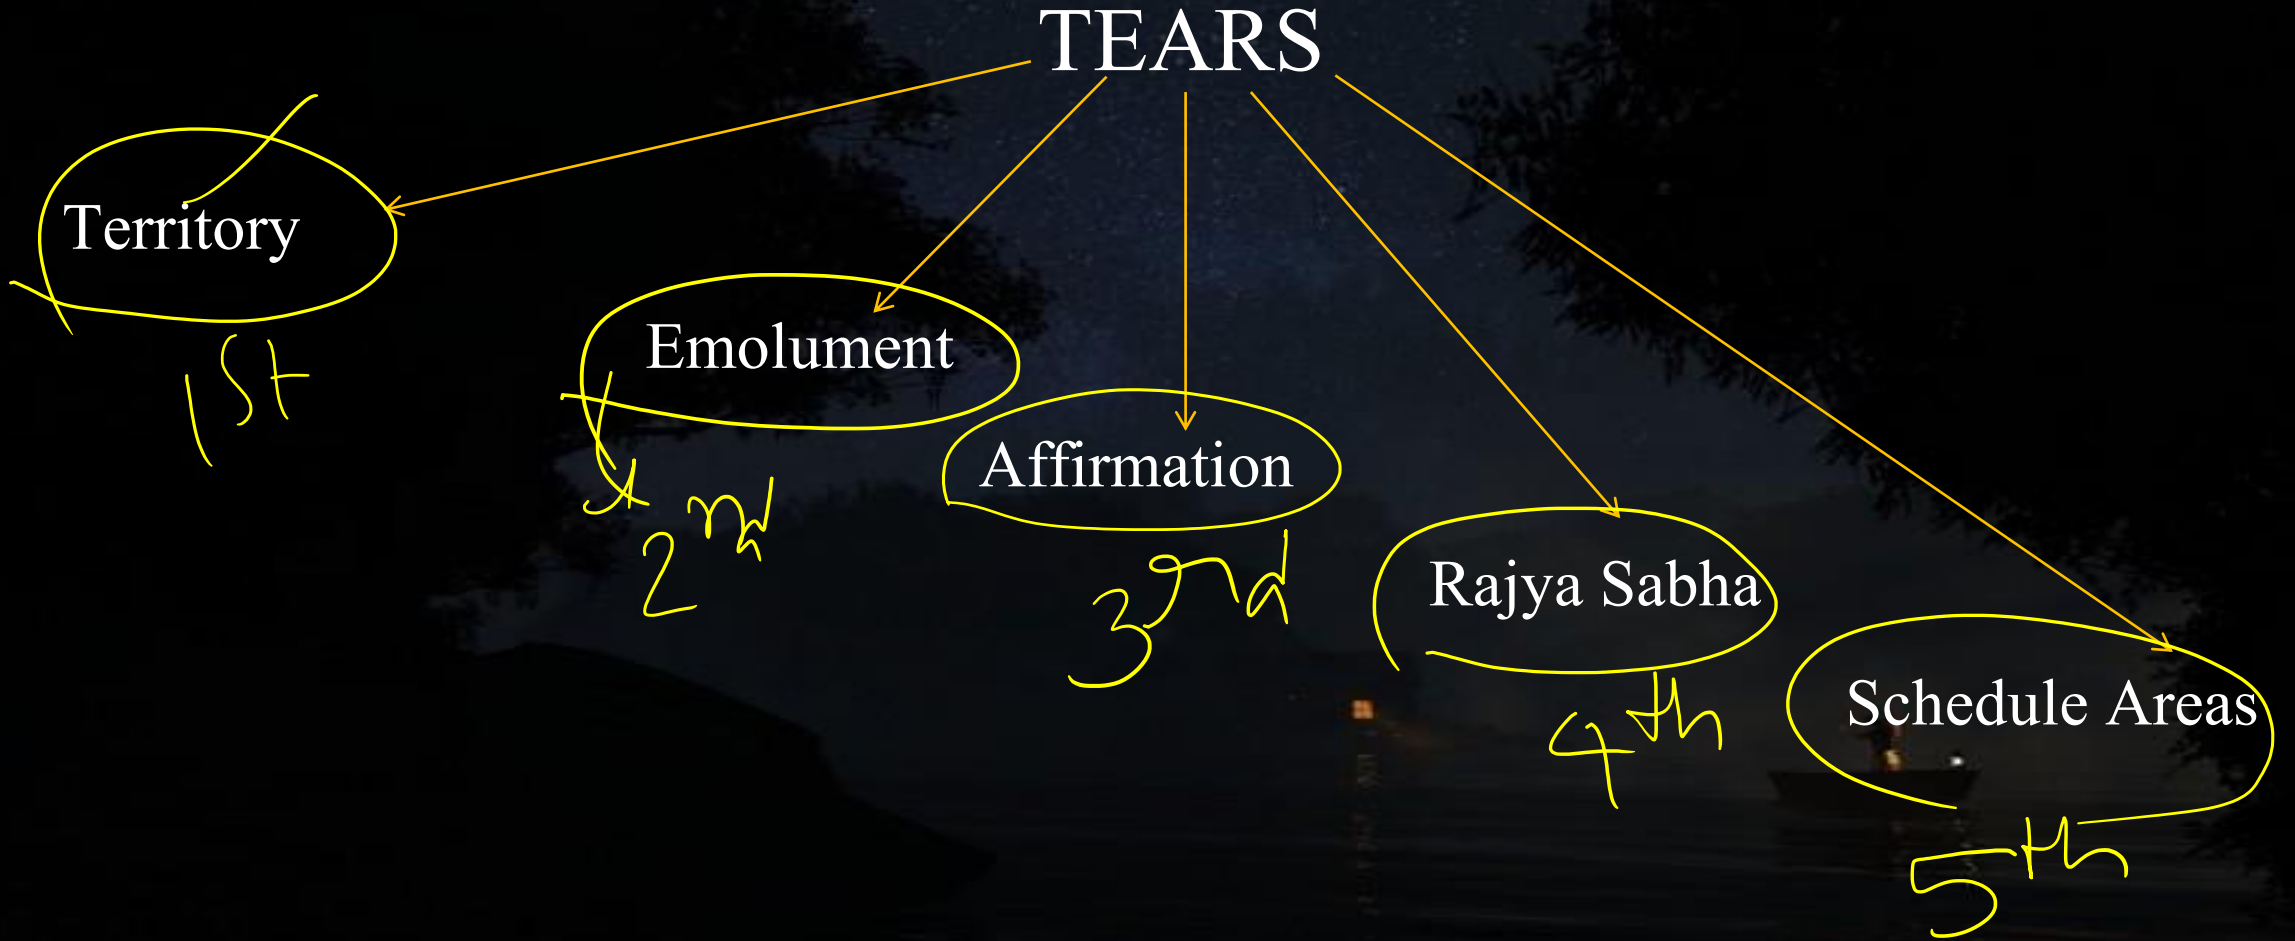 TEARS
Territory
1st
Emolument
2nd
Affirmation
3rd
Rajya Sabha
4th
Schedule Areas
5th